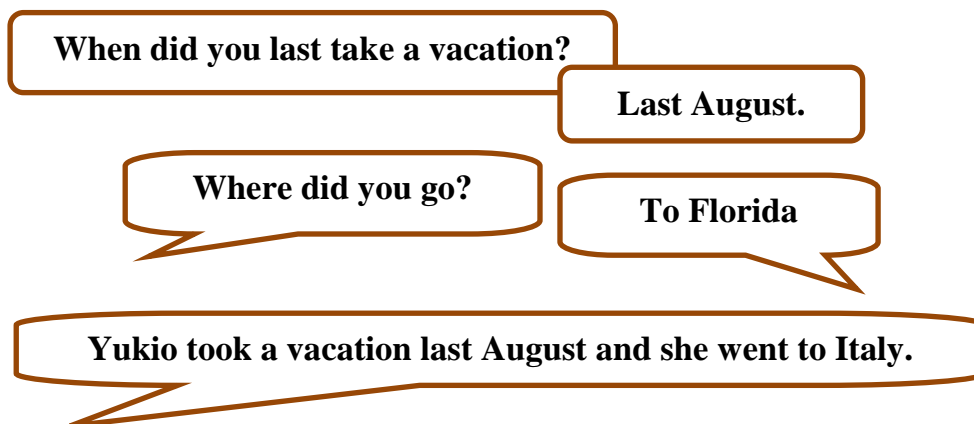 When did you last take a vacation?
Last August.
Where did you go?
To Florida
Yukio took a vacation last August and she went to Italy.